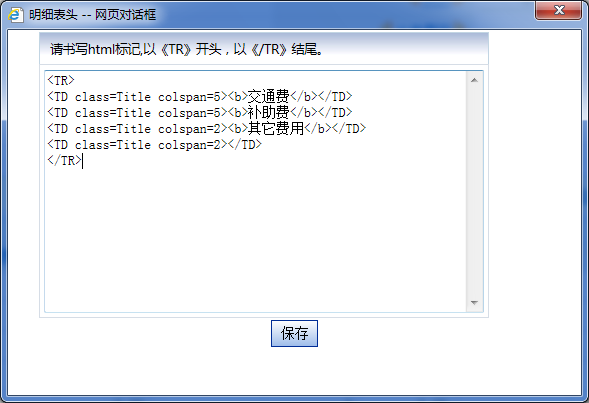 明细表头 -- 网页对话框
请书写html标记,以《TR》开头，以《/TR》结尾。
<TR>
<TD class=Title colspan=5><b>交通费</b></TD>
<TD class=Title colspan=5><b>补助费</b></TD>
<TD class=Title colspan=2><b>其它费用</b></TD>
<TD class=Title colspan=2></TD>
</TR>
保存